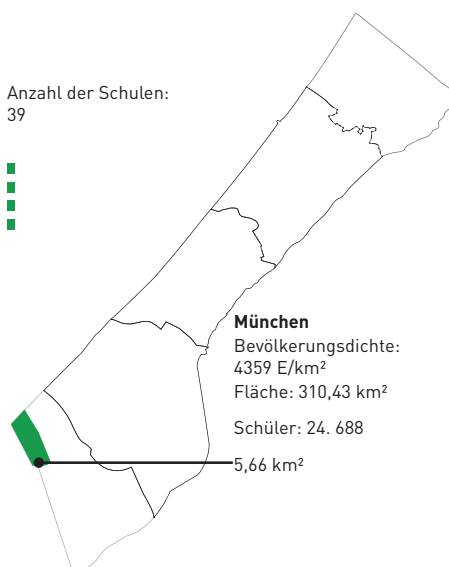 Anzahl der Schulen:
39
München
Bevölkerungsdichte:
4359 E/km²
Fläche: 310,43 km²
Schüler: 24. 688
5,66 km²